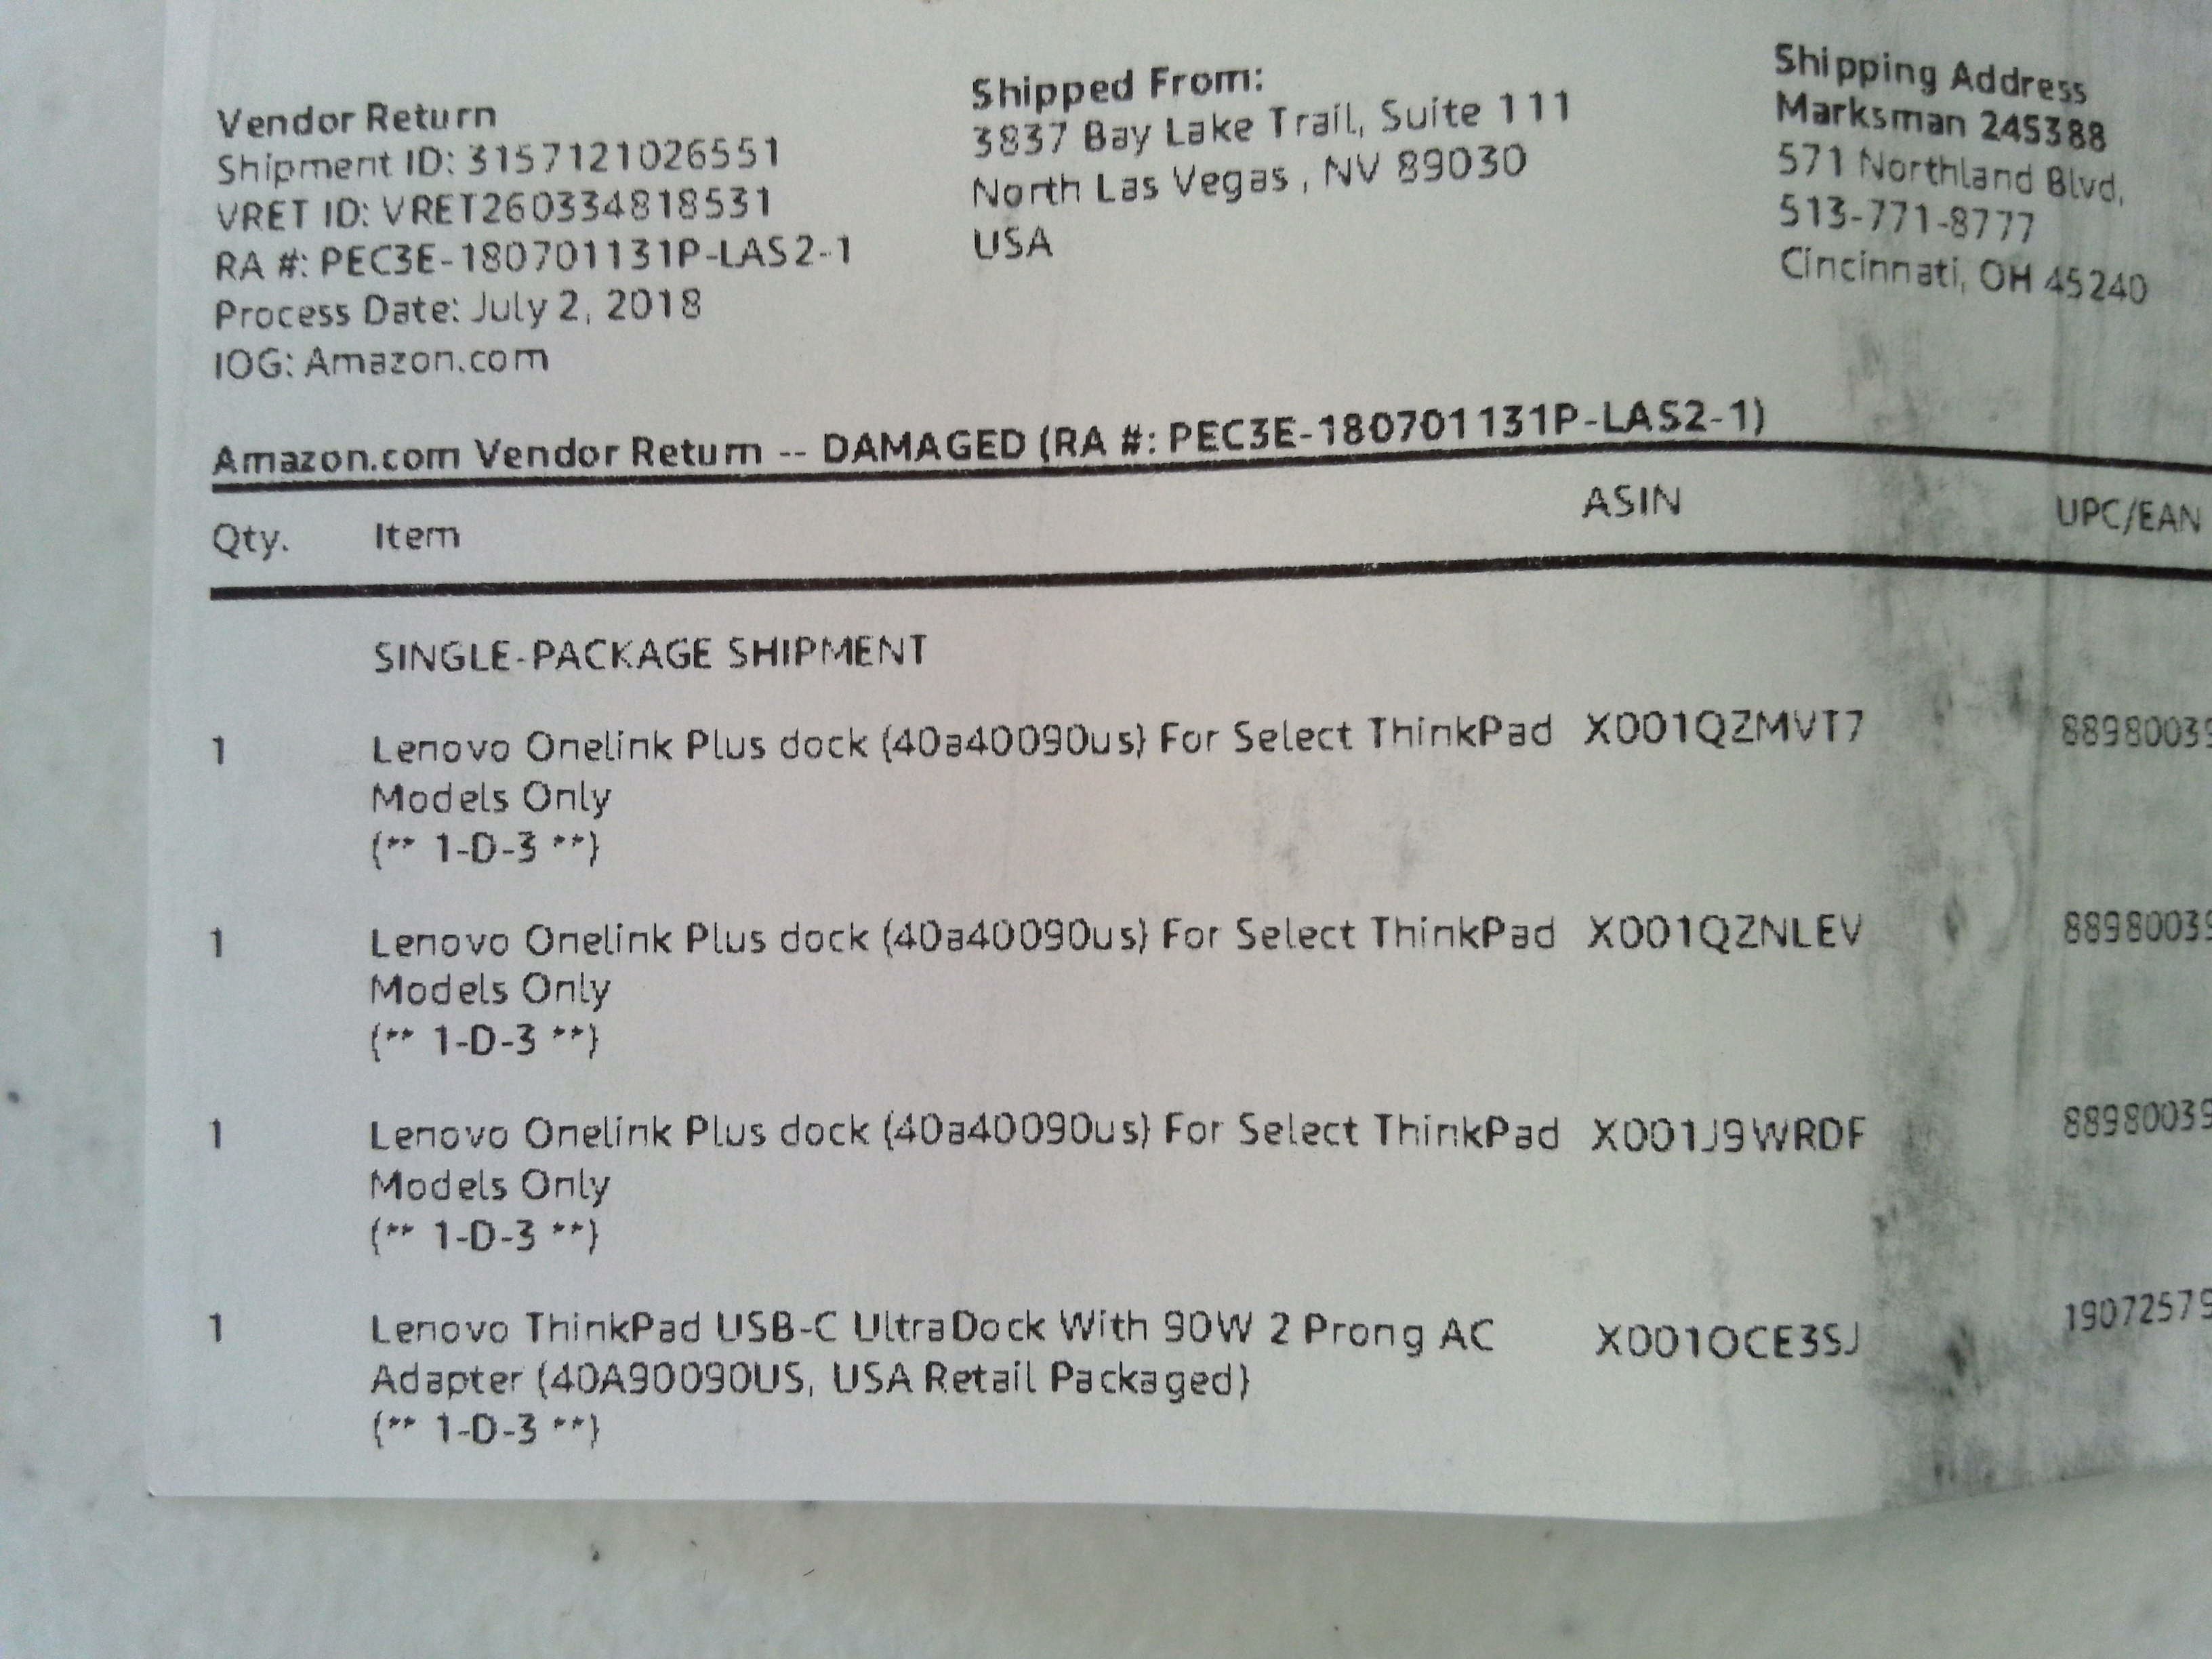 Vendor Return
Shipment ID: 3157121026551
VRET ID: VRET260334818531
RA #: PEC3E-180701131P-LAS2-1
Process Date: July 2, 2018
IOG: Amazon.com
Shipped From:
3837 Bay Lake Trail, Suite 111
North Las Vegas , NV 89030
USA
Shipping Address
Marksman 245388
571 Northland Blvd,
513-771-8777
Cincinnati, OH 45240
Amazon.com Vendor Return -- DAMAGED (RA #: PEC3E-180701131P-LAS2-1)
Qty. Item ASIN UPC/EAN
SINGLE-PACKAGE SHIPMENT
1 Lenovo Onelink Plus dock (40a40090us) For Select ThinkPad X001QZMVT7 88980039
Models Only
(** 1-D-3 **)
1 Lenovo Onelink Plus dock (40a40090us) For Select ThinkPad X001QZNLEV 88980039
Models Only
(** 1-D-3 **)
1 Lenovo Onelink Plus dock (40a40090us) For Select ThinkPad X001J9WRDF 88980039
Models Only
(** 1-D-3 **)
1 Lenovo ThinkPad USB-C UltraDock With 90W 2 Prong AC X001OCE3SJ 19072579
Adapter (40A90090US, USA Retail Packaged)
(** 1-D-3 **)